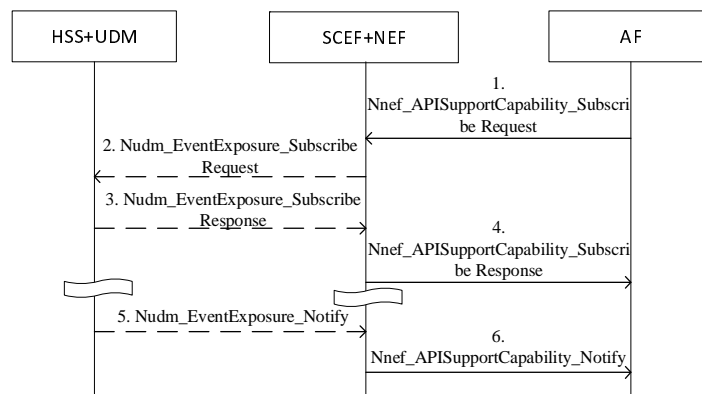 HSS+UDM
SCEF+NEF
AF
1.
Nnef_APISupportCapability_Subscri
be Request
2. Nudm_EventExposure_Subscribe
Request
3. Nudm_EventExposure_Subscribe
Response
4.
Nnef_APISupportCapability_Subscri
be Response
5. Nudm_EventExposure_Notify
6.
Nnef_APISupportCapability_Notify